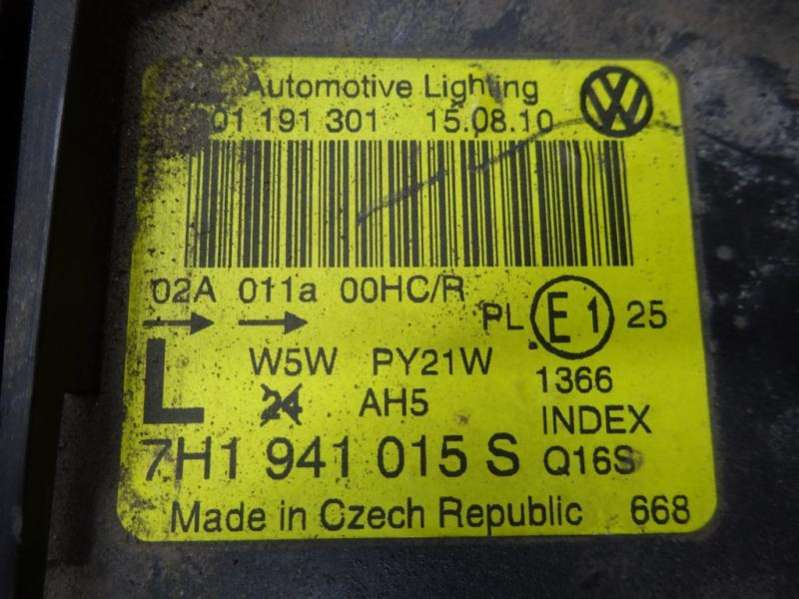 Automotive Lighting
01 191 301 15.08.10
02A 011a 00HC/R
PL E1 25
L W5W PY21W
1366
24 AH5
INDEX
7H1 941 015 S Q16S
Made in Czech Republic 668